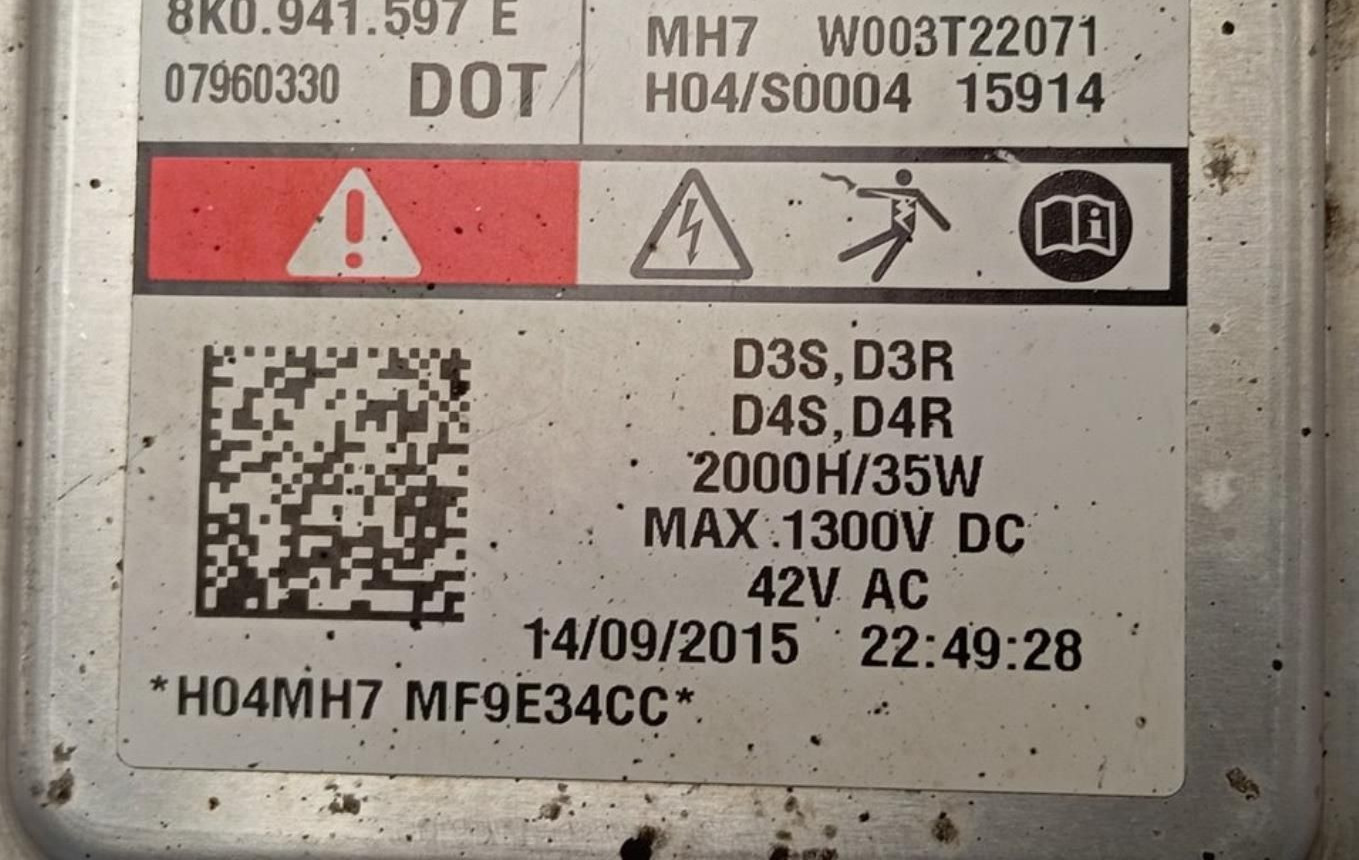 8K0.941.597 E
07960330 DOT
MH7 W003T22071
H04/S0004 15914
D3S,D3R
D4S,D4R
2000H/35W
MAX.1300V DC
42V AC
14/09/2015 22:49:28
*H04MH7 MF9E34CC*